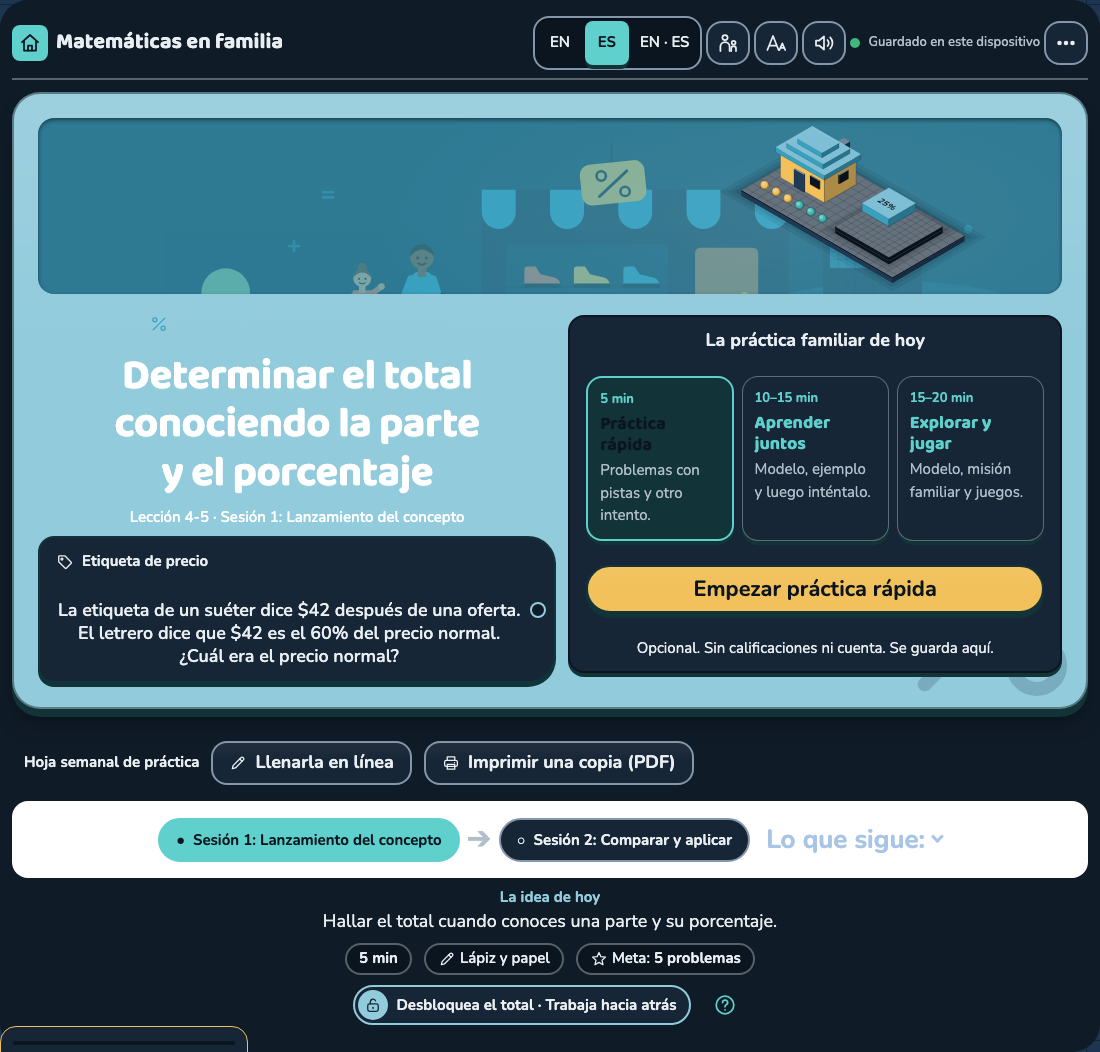 Matemáticas en familia
EN
ES
EN · ES
AA
Guardado en este dispositivo
=
+
%
25%
%
Determinar el total
conociendo la parte
y el porcentaje
Lección 4-5 · Sesión 1: Lanzamiento del concepto
Etiqueta de precio
La etiqueta de un suéter dice $42 después de una oferta.
El letrero dice que $42 es el 60% del precio normal.
¿Cuál era el precio normal?
La práctica familiar de hoy
5 min
Práctica
rápida
Problemas con
pistas y otro
intento.
10–15 min
Aprender
juntos
Modelo, ejemplo
y luego inténtalo.
15–20 min
Explorar y
jugar
Modelo, misión
familiar y juegos.
Empezar práctica rápida
Opcional. Sin calificaciones ni cuenta. Se guarda aquí.
Hoja semanal de práctica
Llenarla en línea
Imprimir una copia (PDF)
Sesión 1: Lanzamiento del concepto
Sesión 2: Comparar y aplicar
Lo que sigue:
La idea de hoy
Hallar el total cuando conoces una parte y su porcentaje.
5 min
Lápiz y papel
Meta: 5 problemas
Desbloquea el total · Trabaja hacia atrás
?